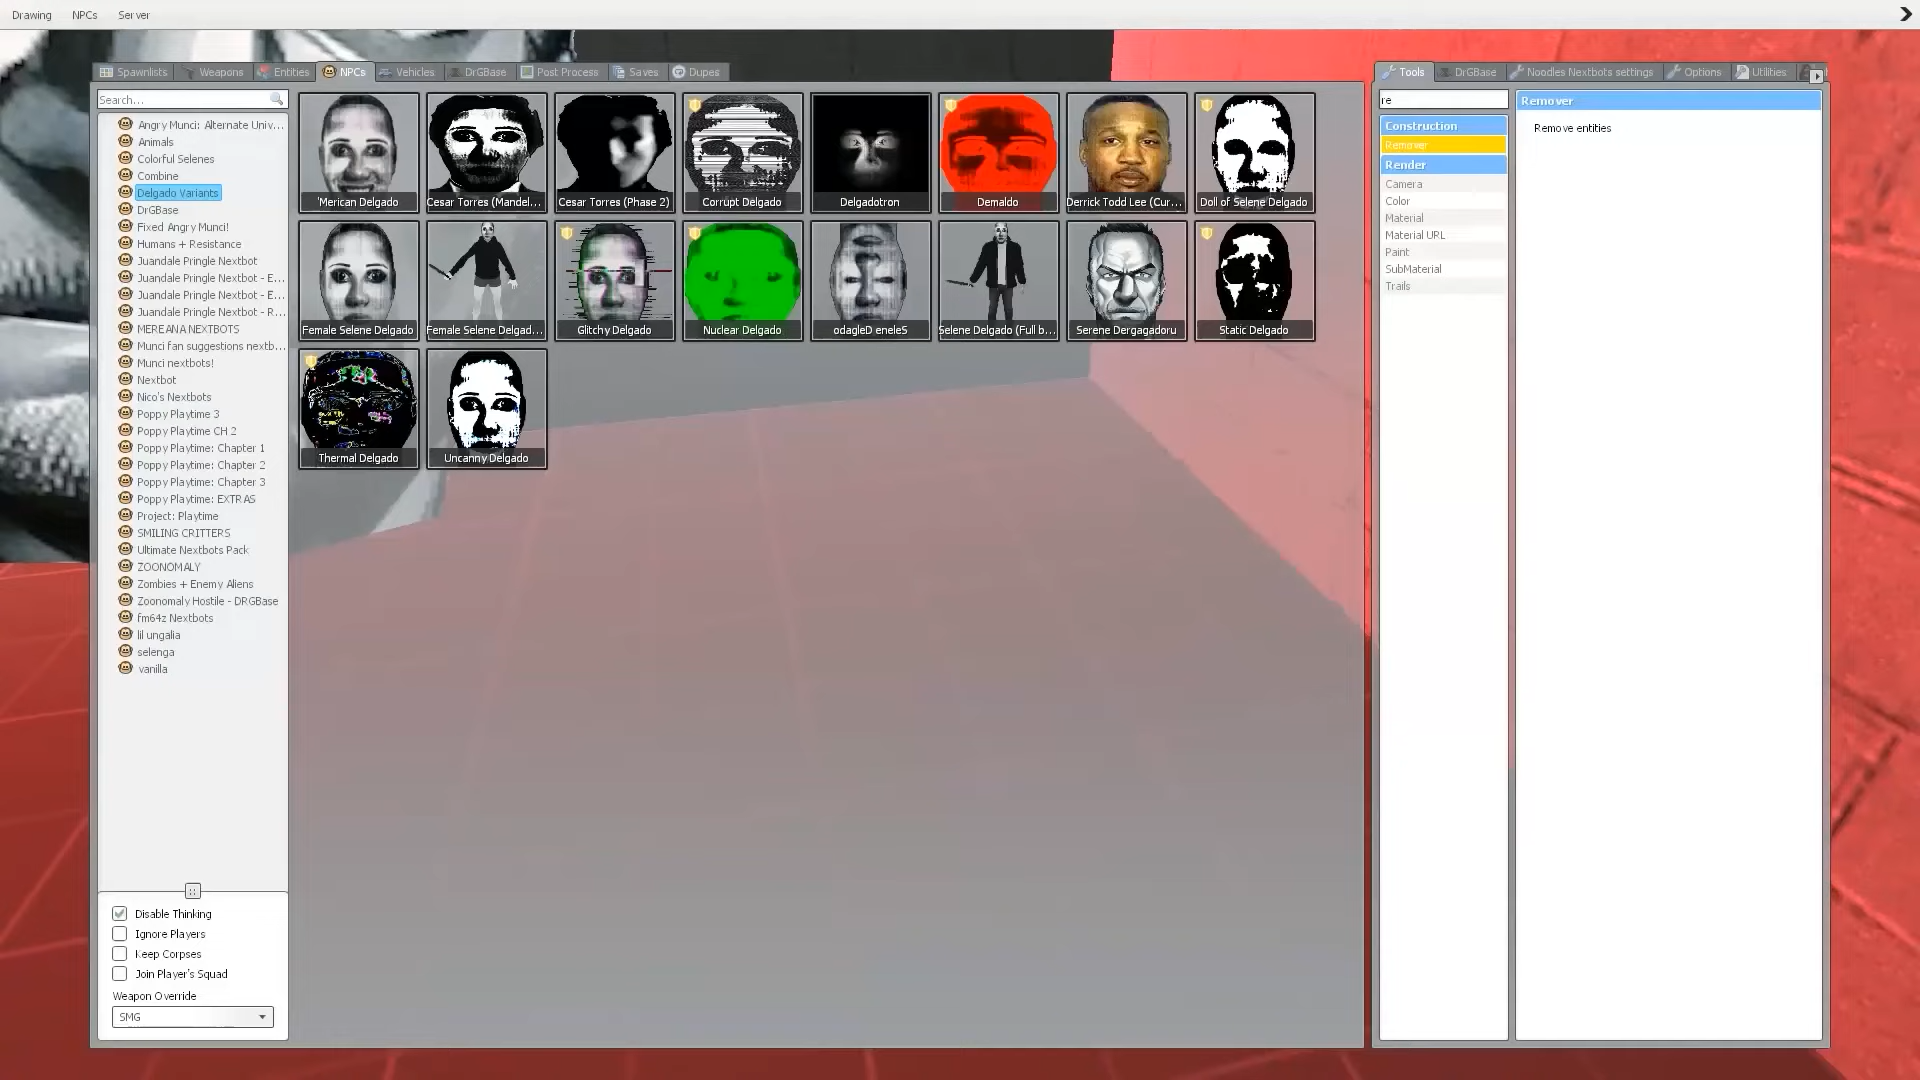 Drawing NPCs Server
Spawnlists Weapons Entities NPCs Vehicles DrGBase Post Process Saves Dupes
Tools DrGBase Noodles Nextbots settings Options Utilities
Search...
Angry Munci: Alternate Univ...
Animals
Colorful Selenes
Combine
Delgado Variants
DrGBase
Fixed Angry Munci!
Humans + Resistance
Juandale Pringle Nextbot
Juandale Pringle Nextbot - E...
Juandale Pringle Nextbot - E...
Juandale Pringle Nextbot - R...
MEREANA NEXTBOTS
Munci fan suggestions nextb...
Munci nextbots!
Nextbot
Nico's Nextbots
Poppy Playtime 3
Poppy Playtime CH 2
Poppy Playtime: Chapter 1
Poppy Playtime: Chapter 2
Poppy Playtime: Chapter 3
Poppy Playtime: EXTRAS
Project: Playtime
SMILING CRITTERS
Ultimate Nextbots Pack
ZOONOMALY
Zombies + Enemy Aliens
Zoonomaly Hostile - DRGBase
fm64z Nextbots
lil ungalia
selenga
vanilla
Disable Thinking
Ignore Players
Keep Corpses
Join Player's Squad
Weapon Override
SMG
'Merican Delgado
Cesar Torres (Mandel...
Cesar Torres (Phase 2)
Corrupt Delgado
Delgadotron
Demaldo
Derrick Todd Lee (Cur...
Doll of Selene Delgado
Female Selene Delgado
Female Selene Delgad...
Glitchy Delgado
Nuclear Delgado
odagleD eneleS
Selene Delgado (Full b...
Serene Dergagadoru
Static Delgado
Thermal Delgado
Uncanny Delgado
re
Construction
Remover
Render
Camera
Color
Material
Material URL
Paint
SubMaterial
Trails
Remover
Remove entities